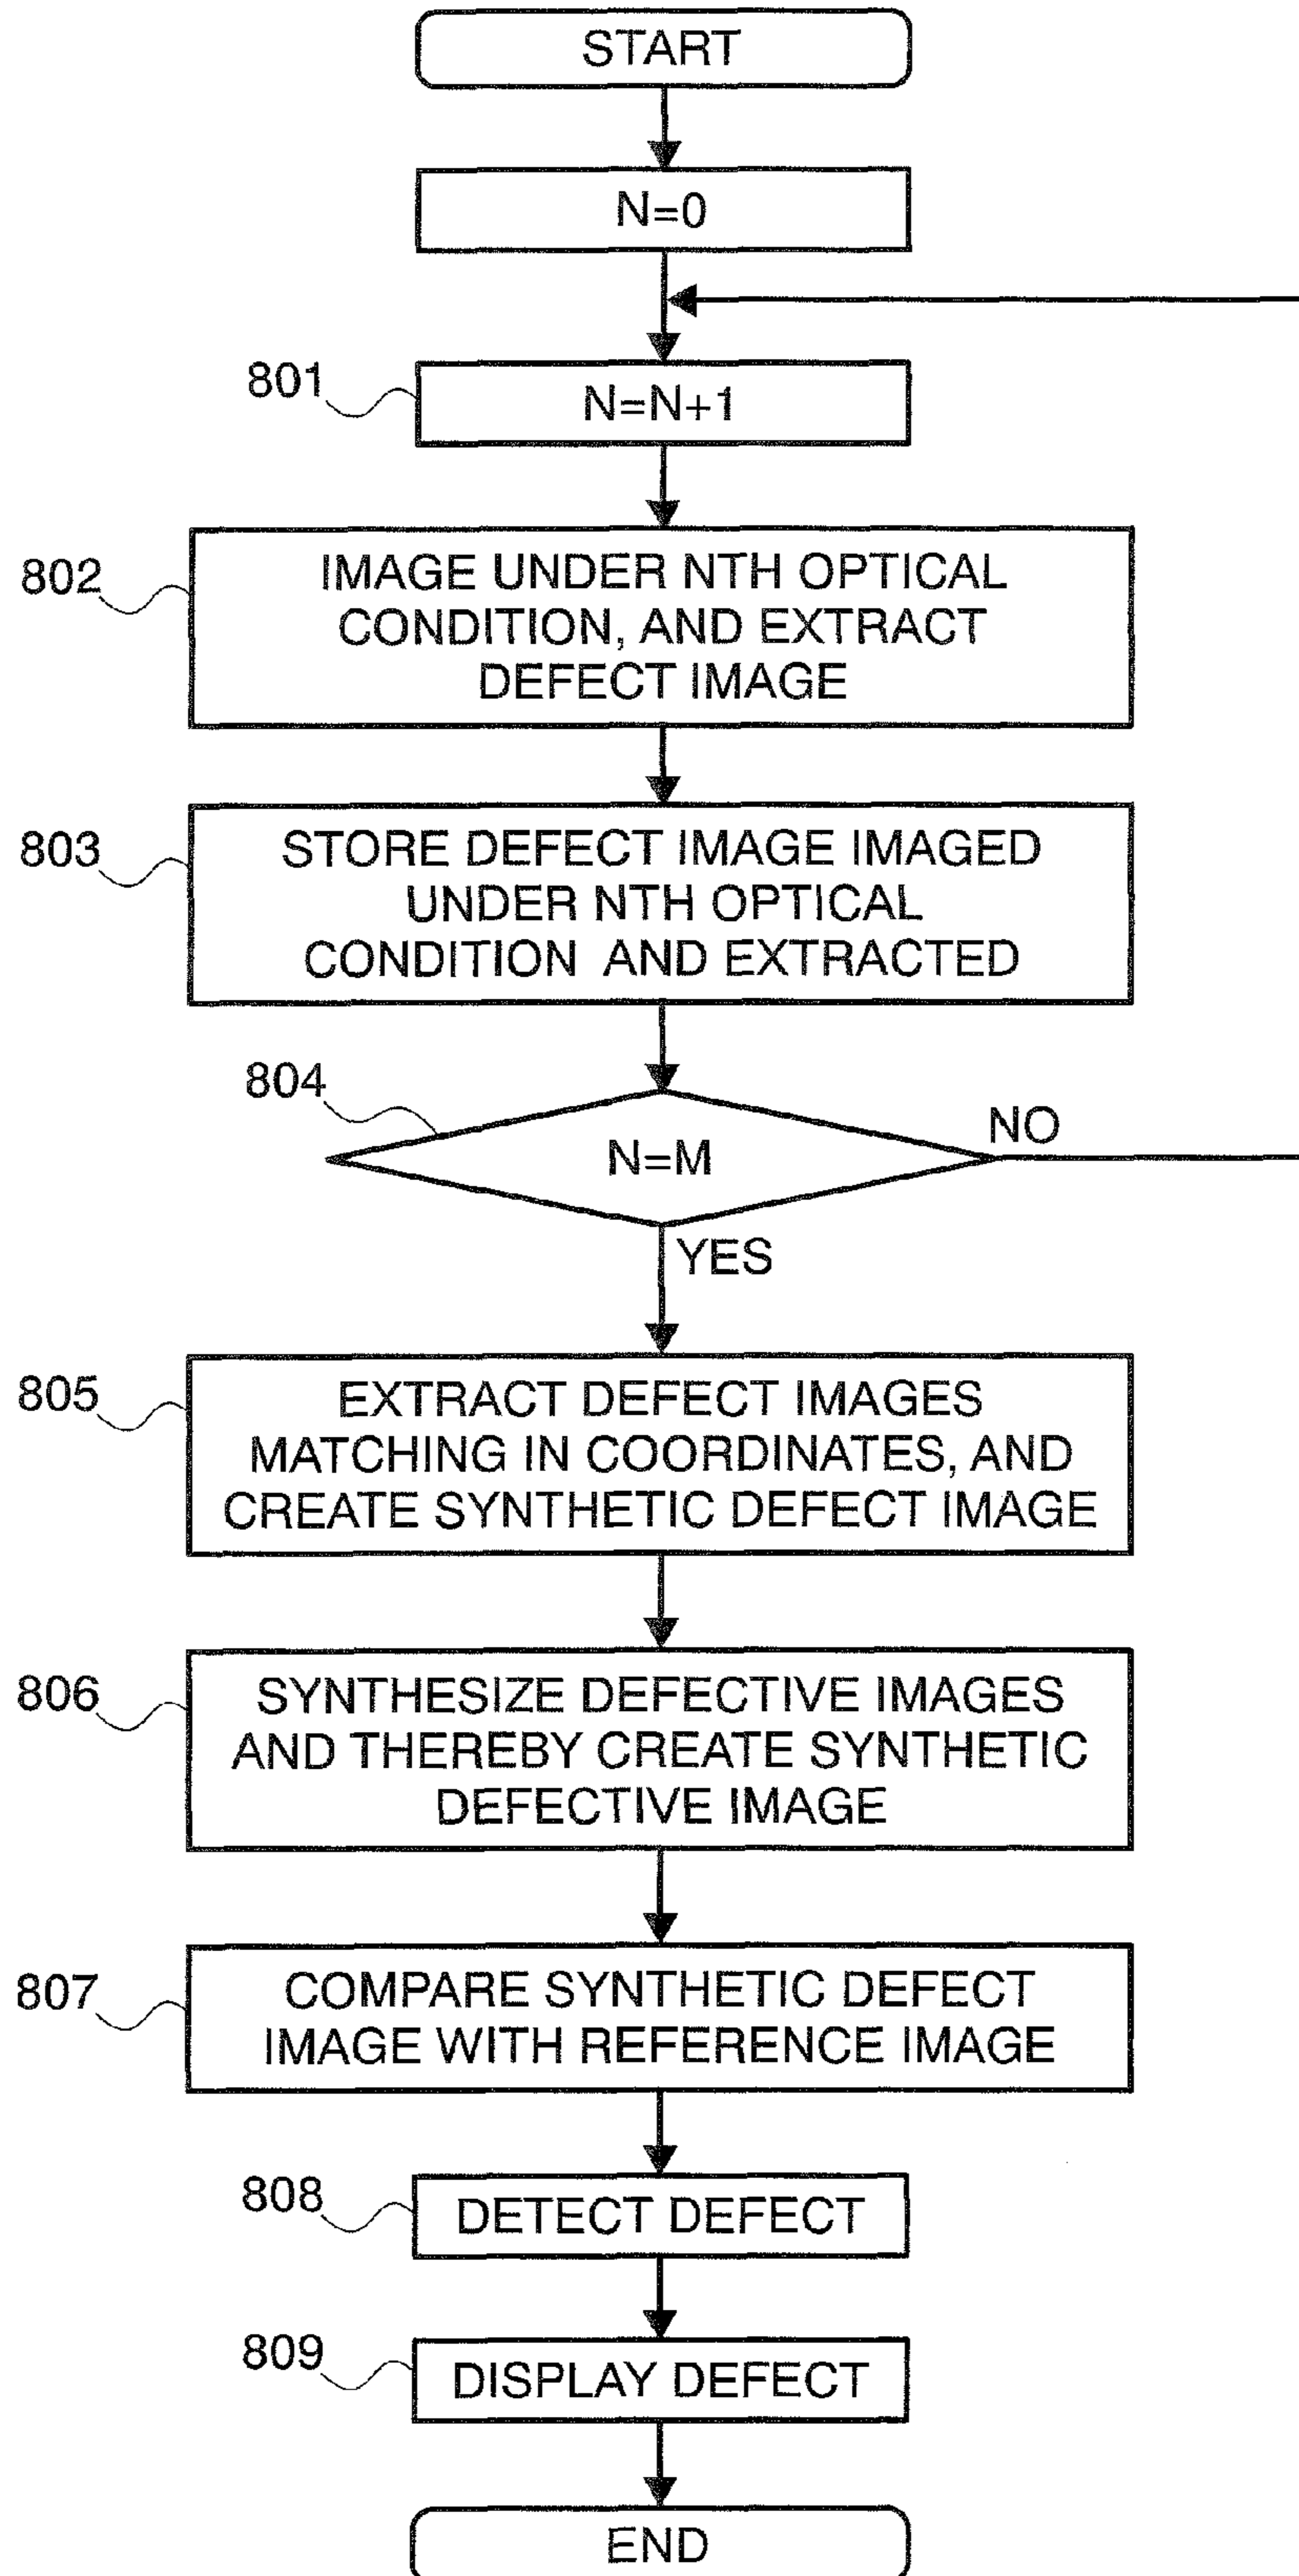 START
N=0
801
N=N+1
802
IMAGE UNDER NTH OPTICAL
CONDITION, AND EXTRACT
DEFECT IMAGE
803
STORE DEFECT IMAGE IMAGED
UNDER NTH OPTICAL
CONDITION AND EXTRACTED
804
N=M
NO
YES
805
EXTRACT DEFECT IMAGES
MATCHING IN COORDINATES, AND
CREATE SYNTHETIC DEFECT IMAGE
806
SYNTHESIZE DEFECTIVE IMAGES
AND THEREBY CREATE SYNTHETIC
DEFECTIVE IMAGE
807
COMPARE SYNTHETIC DEFECT
IMAGE WITH REFERENCE IMAGE
808
DETECT DEFECT
809
DISPLAY DEFECT
END